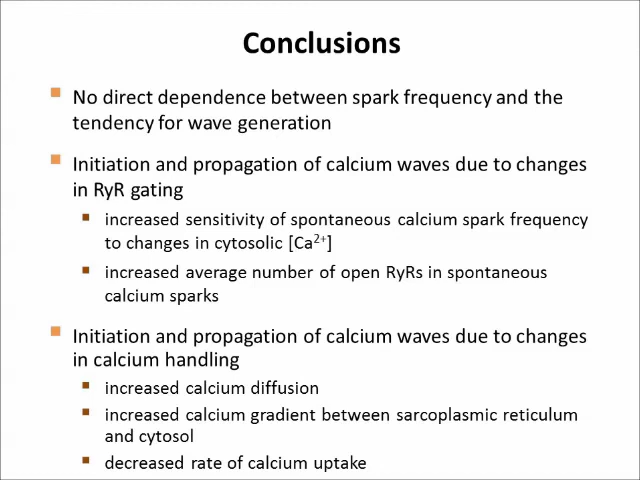 Conclusions
No direct dependence between spark frequency and the
tendency for wave generation
Initiation and propagation of calcium waves due to changes
in RyR gating
increased sensitivity of spontaneous calcium spark frequency
to changes in cytosolic [Ca²⁺]
increased average number of open RyRs in spontaneous
calcium sparks
Initiation and propagation of calcium waves due to changes
in calcium handling
increased calcium diffusion
increased calcium gradient between sarcoplasmic reticulum
and cytosol
decreased rate of calcium uptake